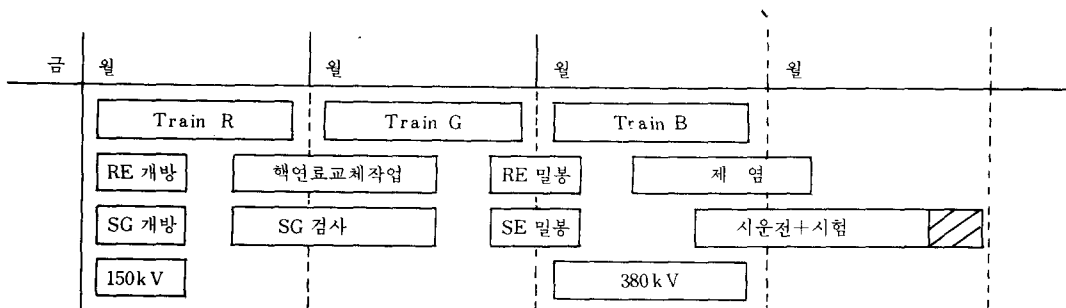 금 월 월 월 월
Train R Train G Train B
RE 개방 핵연료교체작업 RE 밀봉 제 염
SG 개방 SG 검사 SE 밀봉 시운전+시험
150kV 380kV